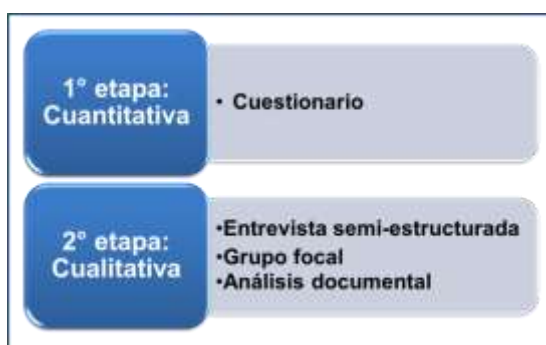 1° etapa:
Cuantitativa
• Cuestionario
2° etapa:
Cualitativa
•Entrevista semi-estructurada
•Grupo focal
•Análisis documental